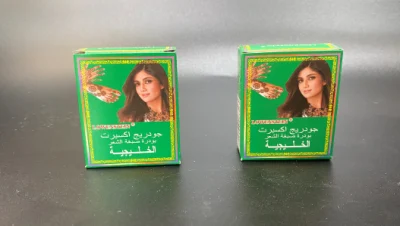 جودريج اكسبرت
بودرة صبغة الشعر
الخليجية
جودريج اكسبرت
بودرة صبغة الشعر
الخليجية